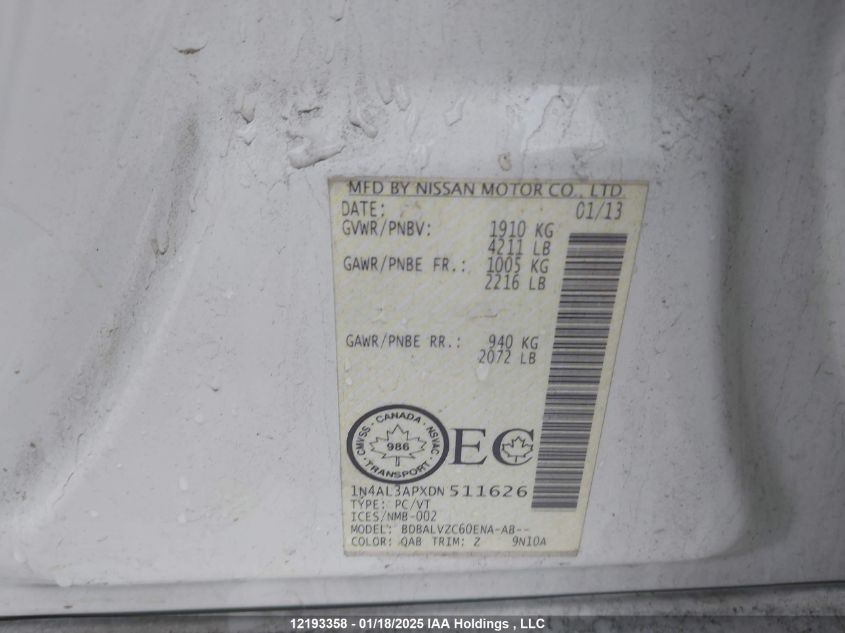 MFD BY NISSAN MOTOR CO., LTD.
DATE: 01/13
GVWR/PNBV: 1910 KG
4211 LB
GAWR/PNBE FR.: 1005 KG
2216 LB
GAWR/PNBE RR.: 940 KG
2072 LB
CANADA
CMVSS - NSVAC
986
TRANSPORT
EC
1N4AL3APXDN511626
TYPE: PC/VT
ICES/NMB-002
MODEL: BDBALVZC60ENA-AB--
COLOR: QAB TRIM: Z 9N10A
12193358 - 01/18/2025 IAA Holdings , LLC